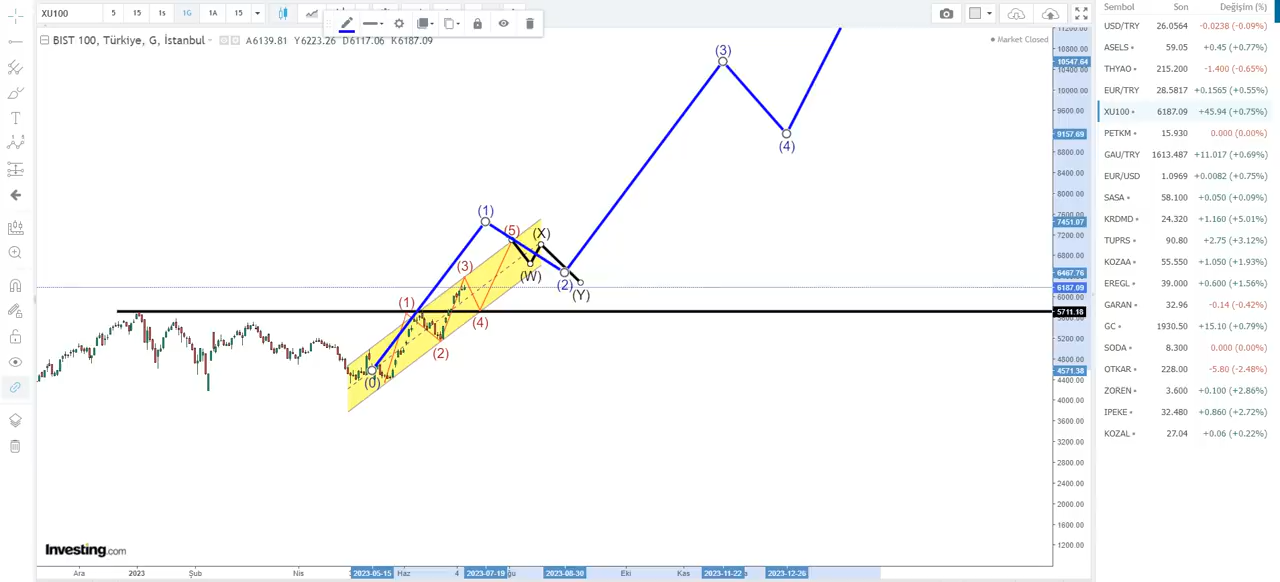 XU100 5 15 1s 1G 1A 15
BIST 100, Türkiye, G, İstanbul A6139.81 Y6223.26 D6117.06 K6187.09
Market Closed
10800.00
10547.64
10400.00
10000.00
9600.00
9157.69
8800.00
8400.00
8000.00
7451.07
7200.00
6800.00
6467.76
6187.09
6000.00
5711.18
5200.00
4800.00
4571.38
4400.00
4000.00
3600.00
3200.00
2800.00
2400.00
2000.00
1600.00
1200.00
(3)
(4)
(1)
(5)
(X)
(3)
(W)
(2)
(Y)
(1)
(4)
(2)
(0)
Investing.com
Ara 2023 Şub Nis 2023-05-15 Haz 4 2023-07-19 2023-08-30 Eki Kas 2023-11-22 2023-12-26
Sembol Son Değişim (%)
USD/TRY 26.0564 -0.0238 (-0.09%)
ASELS 59.05 +0.45 (+0.77%)
THYAO 215.200 -1.400 (-0.65%)
EUR/TRY 28.5817 +0.1565 (+0.55%)
XU100 6187.09 +45.94 (+0.75%)
PETKM 15.930 0.000 (0.00%)
GAU/TRY 1613.487 +11.017 (+0.69%)
EUR/USD 1.0969 +0.0082 (+0.75%)
SASA 58.100 +0.050 (+0.09%)
KRDMD 24.320 +1.160 (+5.01%)
TUPRS 90.80 +2.75 (+3.12%)
KOZAA 55.550 +1.050 (+1.93%)
EREGL 39.000 +0.600 (+1.56%)
GARAN 32.96 -0.14 (-0.42%)
GC 1930.50 +15.10 (+0.79%)
SODA 8.300 0.000 (0.00%)
OTKAR 228.00 -5.80 (-2.48%)
ZOREN 3.600 +0.100 (+2.86%)
IPEKE 32.480 +0.860 (+2.72%)
KOZAL 27.04 +0.06 (+0.22%)